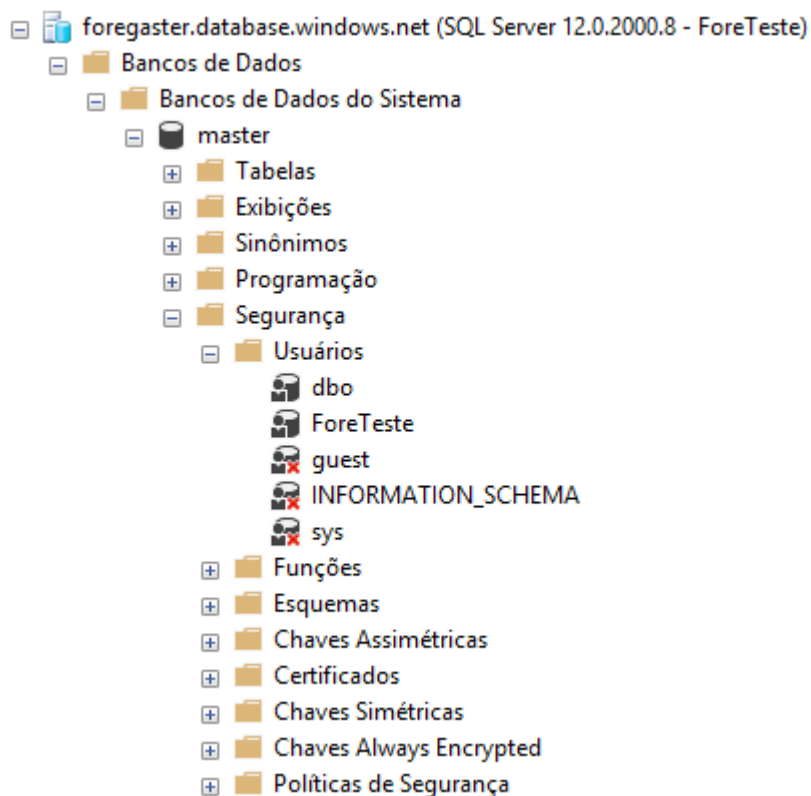 foregaster.database.windows.net (SQL Server 12.0.2000.8 - ForeTeste)
Bancos de Dados
Bancos de Dados do Sistema
master
Tabelas
Exibições
Sinônimos
Programação
Segurança
Usuários
dbo
ForeTeste
guest
INFORMATION_SCHEMA
sys
Funções
Esquemas
Chaves Assimétricas
Certificados
Chaves Simétricas
Chaves Always Encrypted
Políticas de Segurança